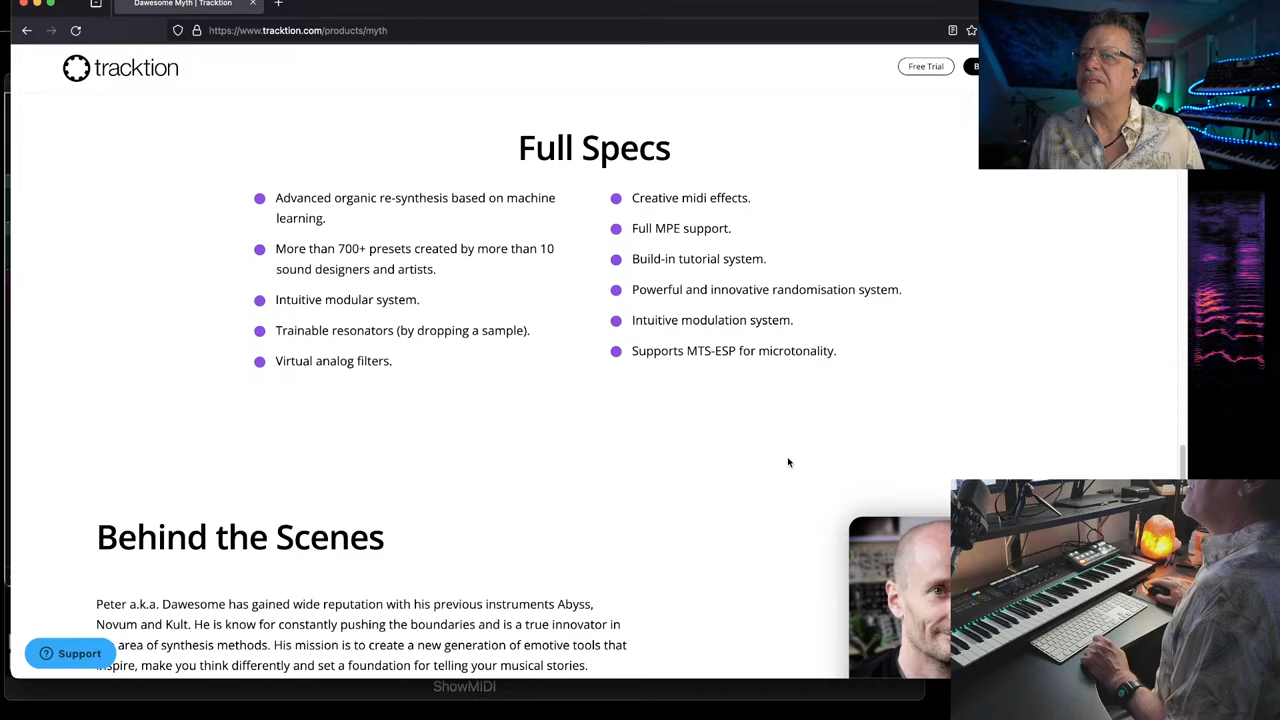 Dawesome Myth | Tracktion
https://www.tracktion.com/products/myth
tracktion
Free Trial
Full Specs
Advanced organic re-synthesis based on machine
learning.
More than 700+ presets created by more than 10
sound designers and artists.
Intuitive modular system.
Trainable resonators (by dropping a sample).
Virtual analog filters.
Creative midi effects.
Full MPE support.
Build-in tutorial system.
Powerful and innovative randomisation system.
Intuitive modulation system.
Supports MTS-ESP for microtonality.
Behind the Scenes
Peter a.k.a. Dawesome has gained wide reputation with his previous instruments Abyss,
Novum and Kult. He is know for constantly pushing the boundaries and is a true innovator in
area of synthesis methods. His mission is to create a new generation of emotive tools that
inspire, make you think differently and set a foundation for telling your musical stories.
Support
ShowMIDI